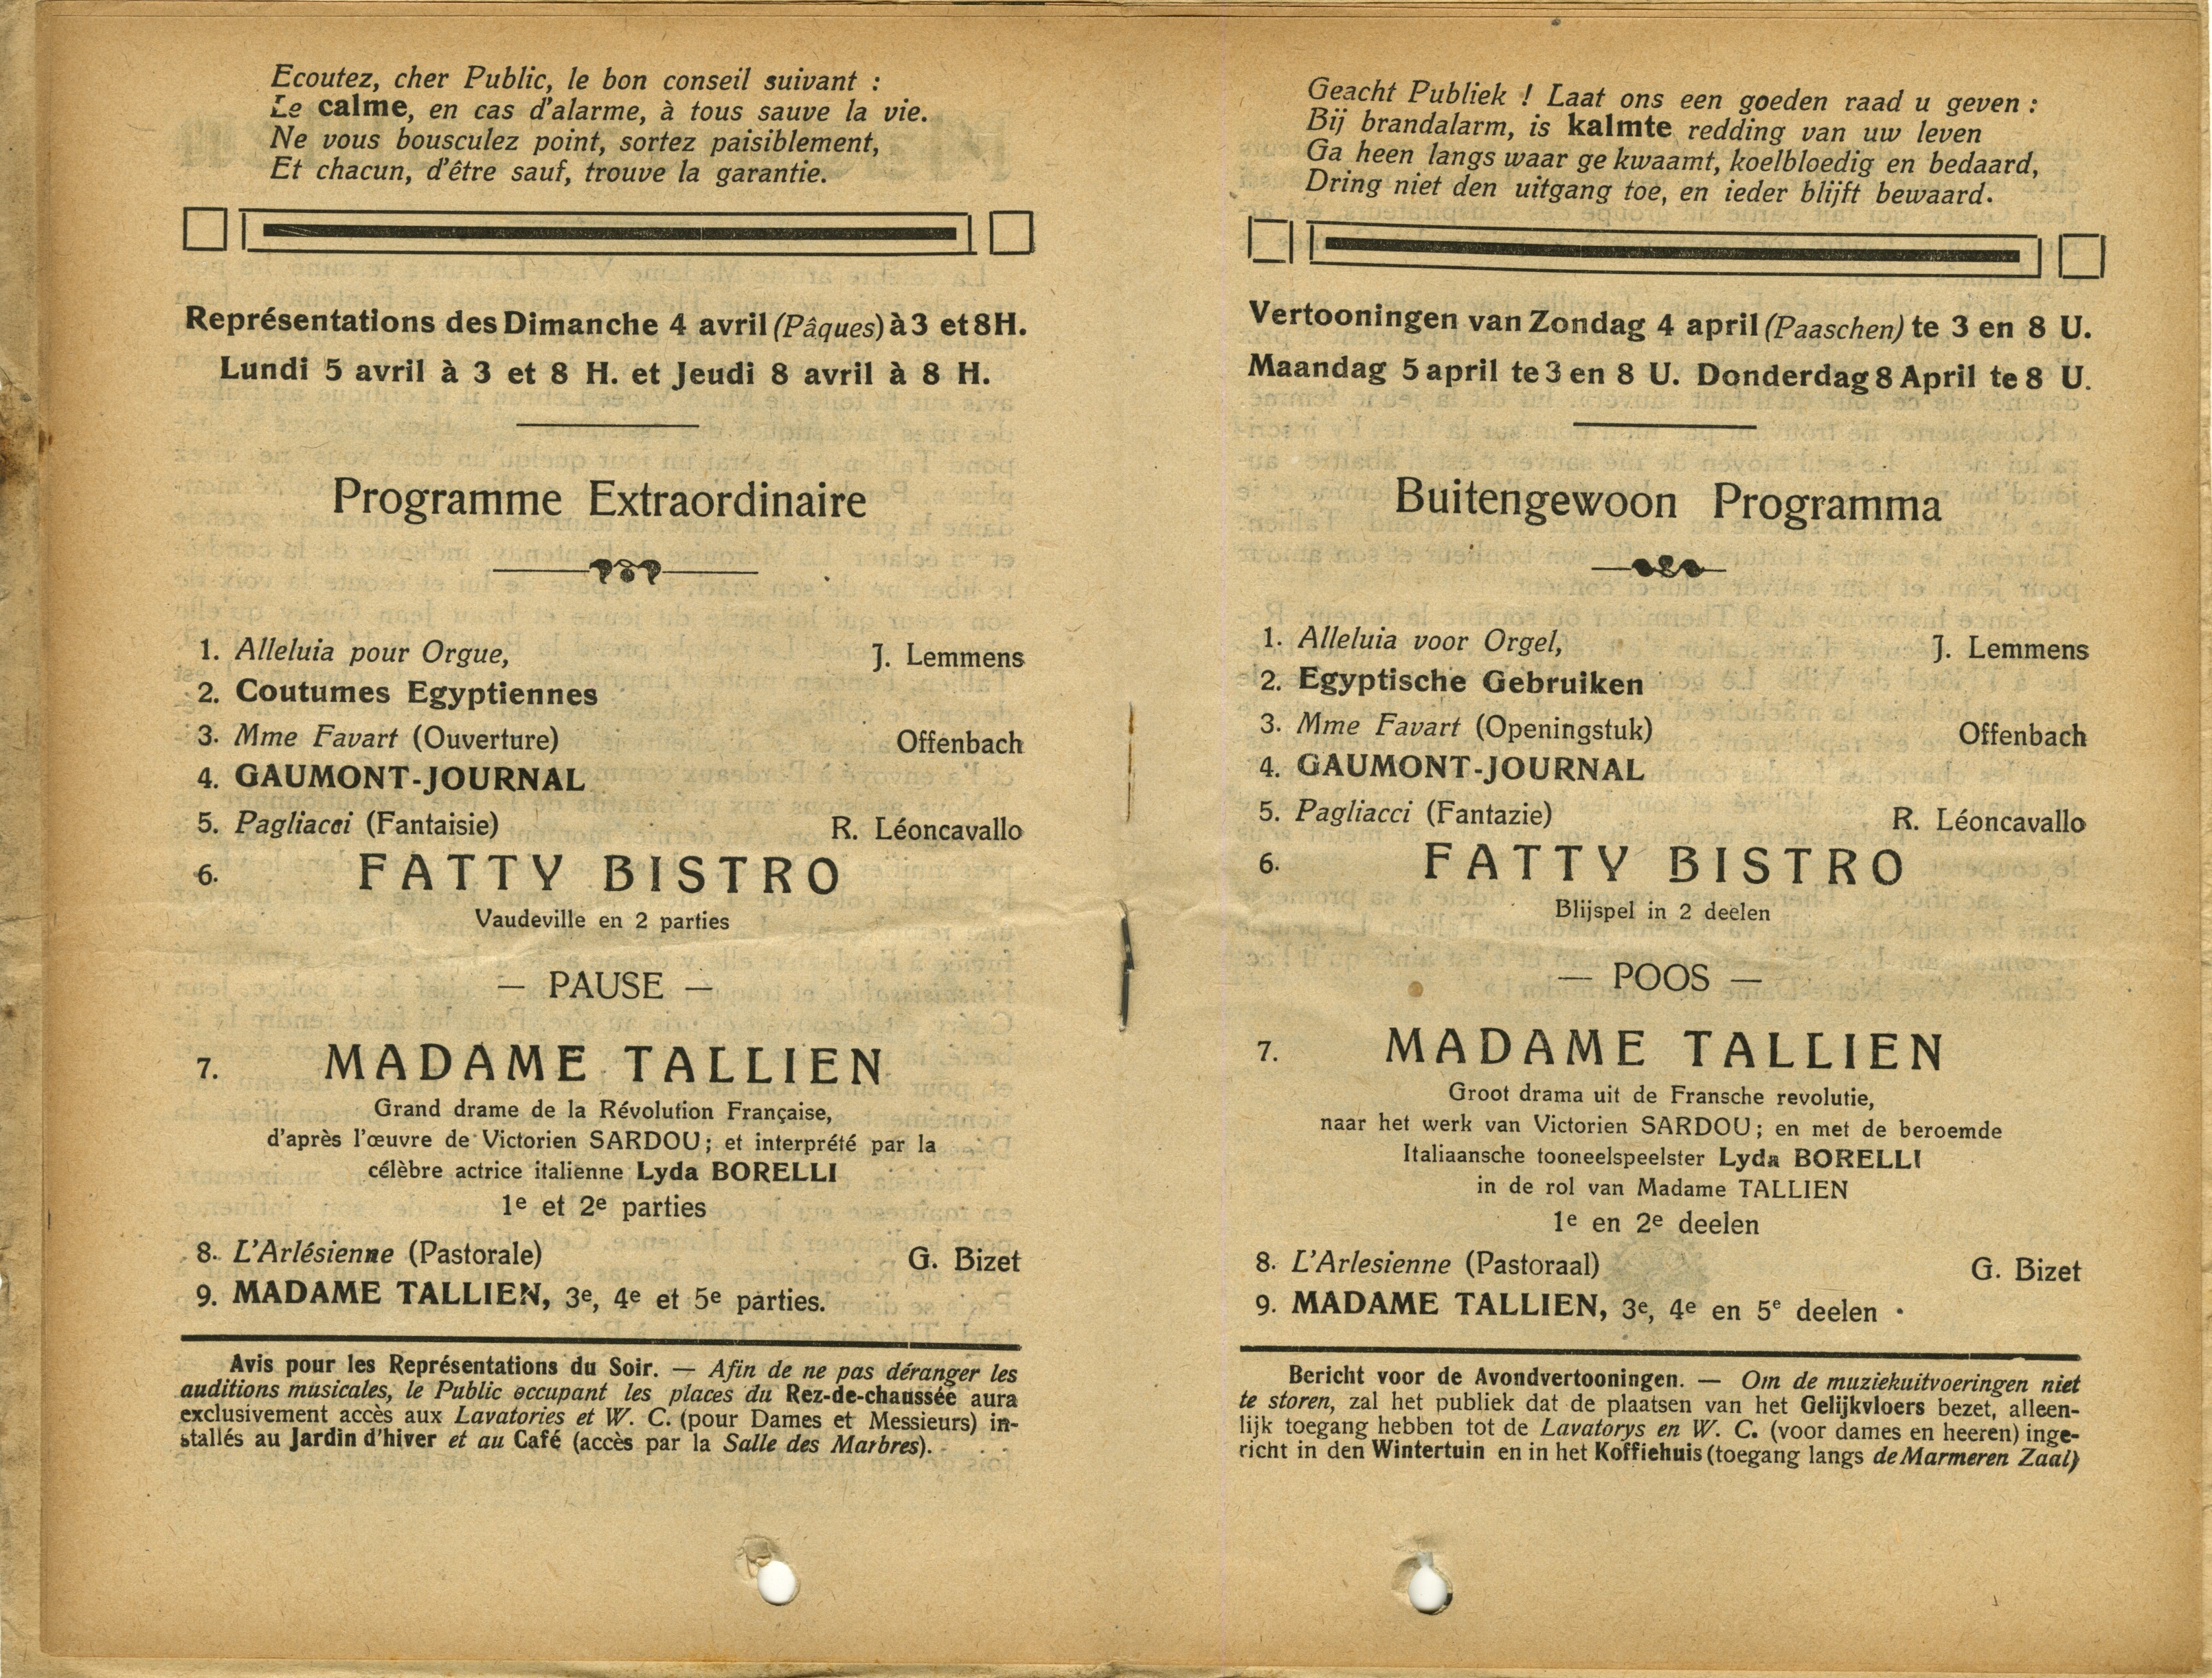 Ecoutez, cher Public, le bon conseil suivant :
Le calme, en cas d'alarme, à tous sauve la vie.
Ne vous bousculez point, sortez paisiblement,
Et chacun, d'être sauf, trouve la garantie.
Représentations des Dimanche 4 avril (Pâques) à 3 et 8 H.
Lundi 5 avril à 3 et 8 H. et Jeudi 8 avril à 8 H.
Programme Extraordinaire
1. Alleluia pour Orgue, J. Lemmens
2. Coutumes Egyptiennes
3. Mme Favart (Ouverture) Offenbach
4. GAUMONT-JOURNAL
5. Pagliacci (Fantaisie) R. Léoncavallo
6. FATTY BISTRO
Vaudeville en 2 parties
— PAUSE —
7. MADAME TALLIEN
Grand drame de la Révolution Française,
d'après l'œuvre de Victorien SARDOU ; et interprété par la
célèbre actrice italienne Lyda BORELLI
1e et 2e parties
8. L'Arlésienne (Pastorale) G. Bizet
9. MADAME TALLIEN, 3e, 4e et 5e parties.
Avis pour les Représentations du Soir. — Afin de ne pas déranger les
auditions musicales, le Public occupant les places du Rez-de-chaussée aura
exclusivement accès aux Lavatories et W. C. (pour Dames et Messieurs) in-
stallés au Jardin d'hiver et au Café (accès par la Salle des Marbres).
Geacht Publiek ! Laat ons een goeden raad u geven :
Bij brandalarm, is kalmte redding van uw leven
Ga heen langs waar ge kwaamt, koelbloedig en bedaard,
Dring niet den uitgang toe, en ieder blijft bewaard.
Vertooningen van Zondag 4 april (Paaschen) te 3 en 8 U.
Maandag 5 april te 3 en 8 U. Donderdag 8 April te 8 U.
Buitengewoon Programma
1. Alleluia voor Orgel, J. Lemmens
2. Egyptische Gebruiken
3. Mme Favart (Openingstuk) Offenbach
4. GAUMONT-JOURNAL
5. Pagliacci (Fantazie) R. Léoncavallo
6. FATTY BISTRO
Blijspel in 2 deelen
— POOS —
7. MADAME TALLIEN
Groot drama uit de Fransche revolutie,
naar het werk van Victorien SARDOU ; en met de beroemde
Italiaansche tooneelspeelster Lyda BORELLI
in de rol van Madame TALLIEN
1e en 2e deelen
8. L'Arlesienne (Pastoraal) G. Bizet
9. MADAME TALLIEN, 3e, 4e en 5e deelen .
Bericht voor de Avondvertooningen. — Om de muziekuitvoeringen niet
te storen, zal het publiek dat de plaatsen van het Gelijkvloers bezet, alleen-
lijk toegang hebben tot de Lavatorys en W. C. (voor dames en heeren) inge-
richt in den Wintertuin en in het Koffiehuis (toegang langs de Marmeren Zaal)